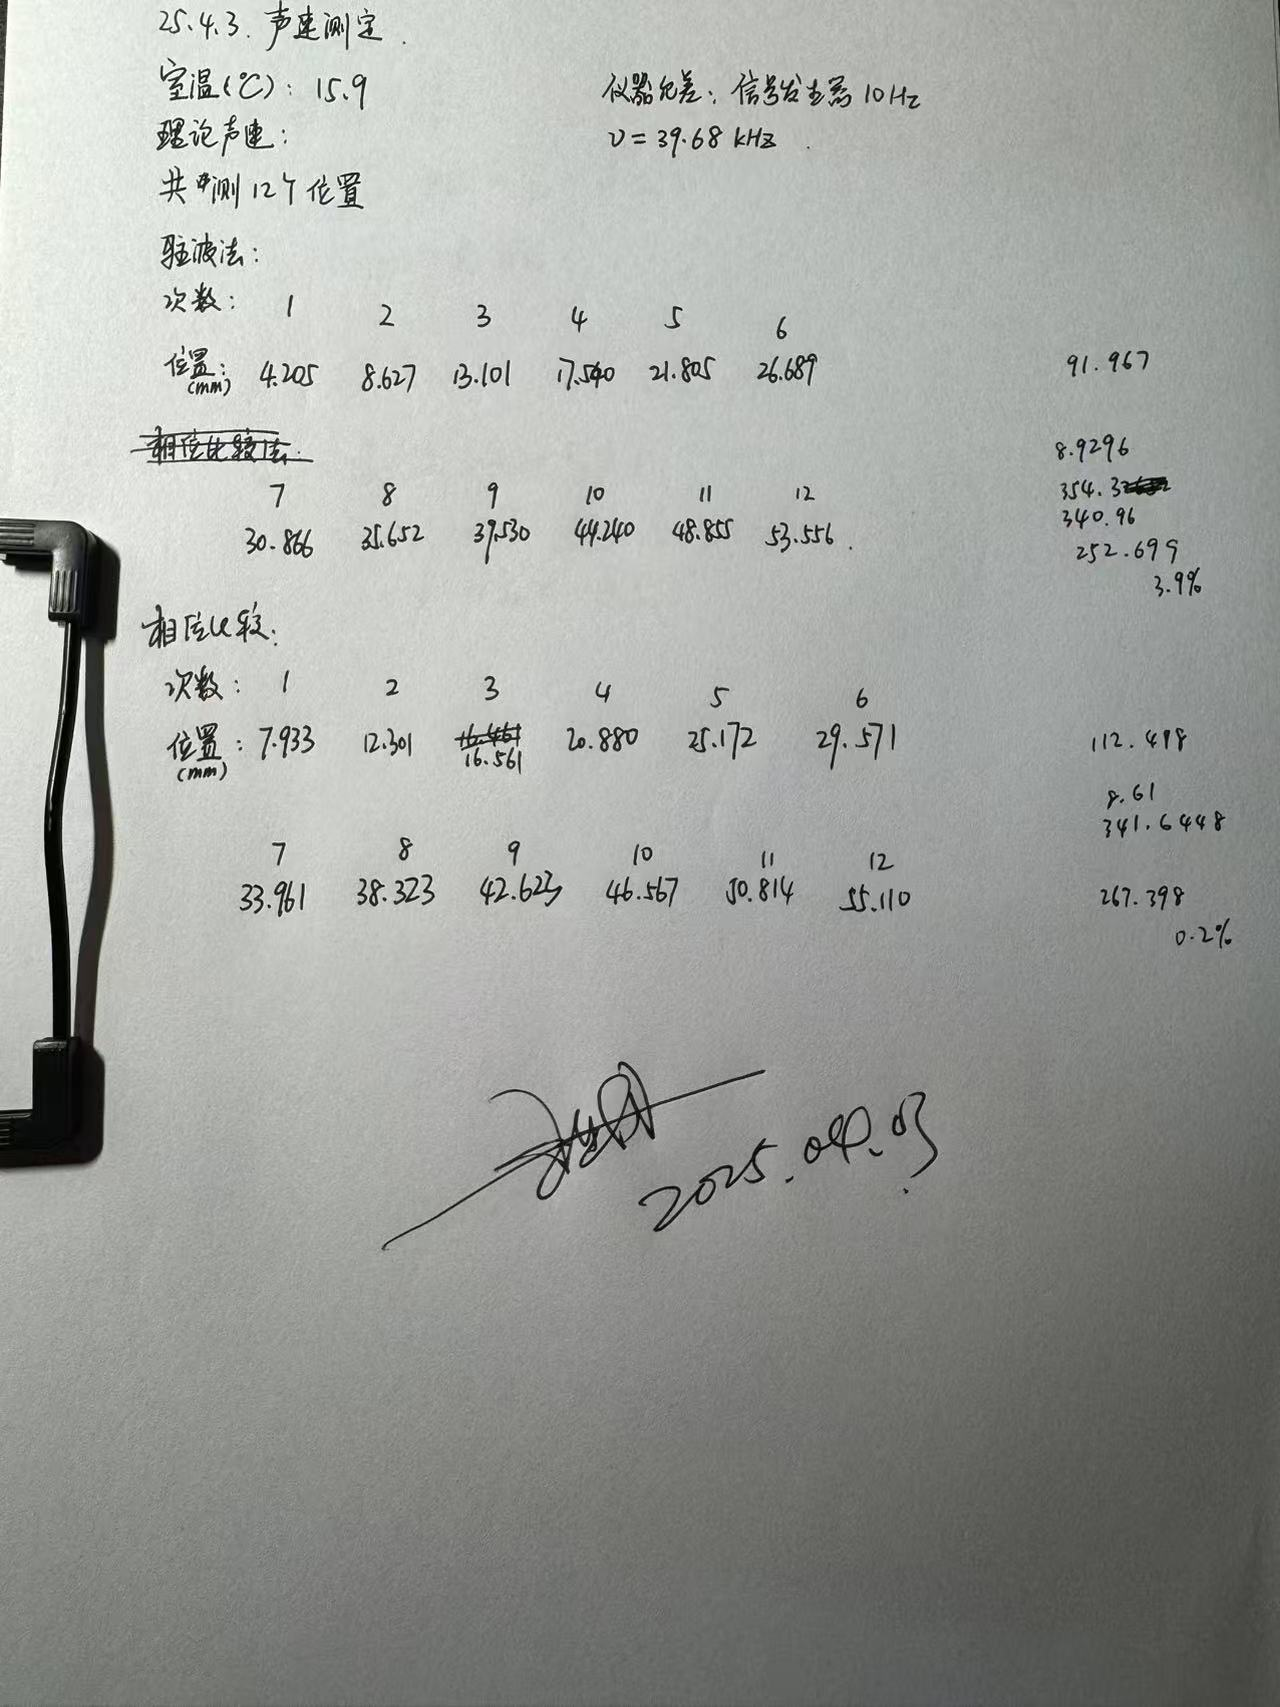 25.4.3. 声速测定.
室温(℃): 15.9
仪器允差: 信号发生器 10Hz
理论声速:
υ = 39.68 kHz.
共测12个位置
驻波法:
次数: 1 2 3 4 5 6
位置:(mm) 4.205 8.627 13.101 17.540 21.805 26.689 91.967
相位比较法: 8.9296
7 8 9 10 11 12 354.3
30.866 35.652 39.530 44.240 48.855 53.556. 340.96
252.699
3.9%
相位比较:
次数: 1 2 3 4 5 6
位置:(mm) 7.933 12.301 16.461 16.561 20.880 25.172 29.571 112.418
8.61
341.6448
7 8 9 10 11 12
33.961 38.323 42.623 46.567 50.814 55.110 267.398
0.2%
2025.04.03